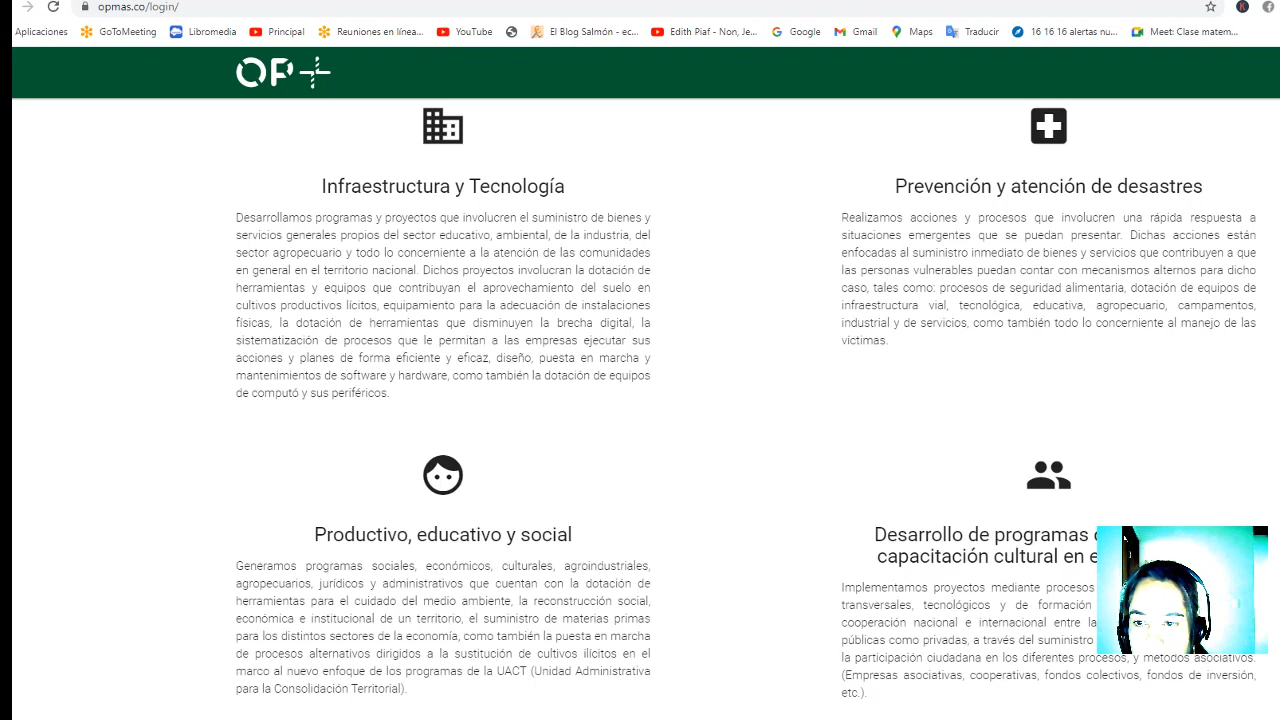 opmas.co/login/
Aplicaciones GoToMeeting Libromedia Principal Reuniones en línea... YouTube El Blog Salmón - ec... Edith Piaf - Non, Je... Google Gmail Maps Traducir 16 16 16 alertas nu... Meet: Clase matem...
OP+
Infraestructura y Tecnología
Desarrollamos programas y proyectos que involucren el suministro de bienes y
servicios generales propios del sector educativo, ambiental, de la industria, del
sector agropecuario y todo lo concerniente a la atención de las comunidades
en general en el territorio nacional. Dichos proyectos involucran la dotación de
herramientas y equipos que contribuyan el aprovechamiento del suelo en
cultivos productivos lícitos, equipamiento para la adecuación de instalaciones
físicas, la dotación de herramientas que disminuyen la brecha digital, la
sistematización de procesos que le permitan a las empresas ejecutar sus
acciones y planes de forma eficiente y eficaz, diseño, puesta en marcha y
mantenimientos de software y hardware, como también la dotación de equipos
de computó y sus periféricos.
Prevención y atención de desastres
Realizamos acciones y procesos que involucren una rápida respuesta a
situaciones emergentes que se puedan presentar. Dichas acciones están
enfocadas al suministro inmediato de bienes y servicios que contribuyen a que
las personas vulnerables puedan contar con mecanismos alternos para dicho
caso, tales como: procesos de seguridad alimentaria, dotación de equipos de
infraestructura vial, tecnológica, educativa, agropecuario, campamentos,
industrial y de servicios, como también todo lo concerniente al manejo de las
víctimas.
Productivo, educativo y social
Generamos programas sociales, económicos, culturales, agroindustriales,
agropecuarios, jurídicos y administrativos que cuentan con la dotación de
herramientas para el cuidado del medio ambiente, la reconstrucción social,
económica e institucional de un territorio, el suministro de materias primas
para los distintos sectores de la economía, como también la puesta en marcha
de procesos alternativos dirigidos a la sustitución de cultivos ilícitos en el
marco al nuevo enfoque de los programas de la UACT (Unidad Administrativa
para la Consolidación Territorial).
Desarrollo de programas
capacitación cultural en
Implementamos proyectos mediante procesos
transversales, tecnológicos y de formación
cooperación nacional e internacional entre
públicas como privadas, a través del suministro
la participación ciudadana en los diferentes procesos, y métodos asociativos.
(Empresas asociativas, cooperativas, fondos colectivos, fondos de inversión,
etc.).